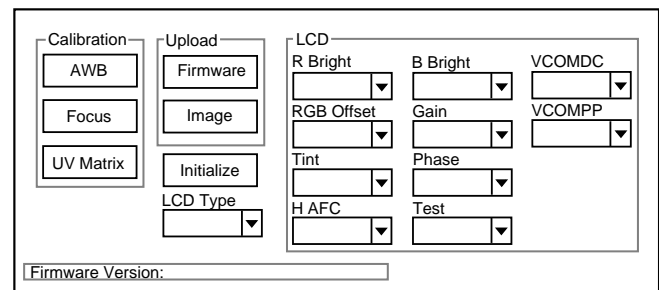 Calibration
AWB
Focus
UV Matrix
Upload
Firmware
Image
Initialize
LCD Type
LCD
R Bright
B Bright
VCOMDC
RGB Offset
Gain
VCOMPP
Tint
Phase
H AFC
Test
Firmware Version: